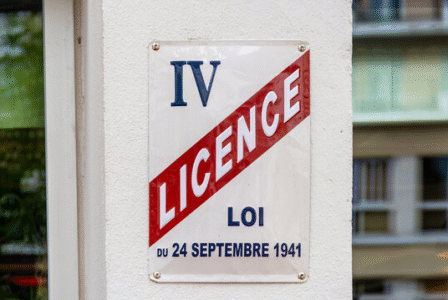 IV
LICENCE
LOI
DU 24 SEPTEMBRE 1941